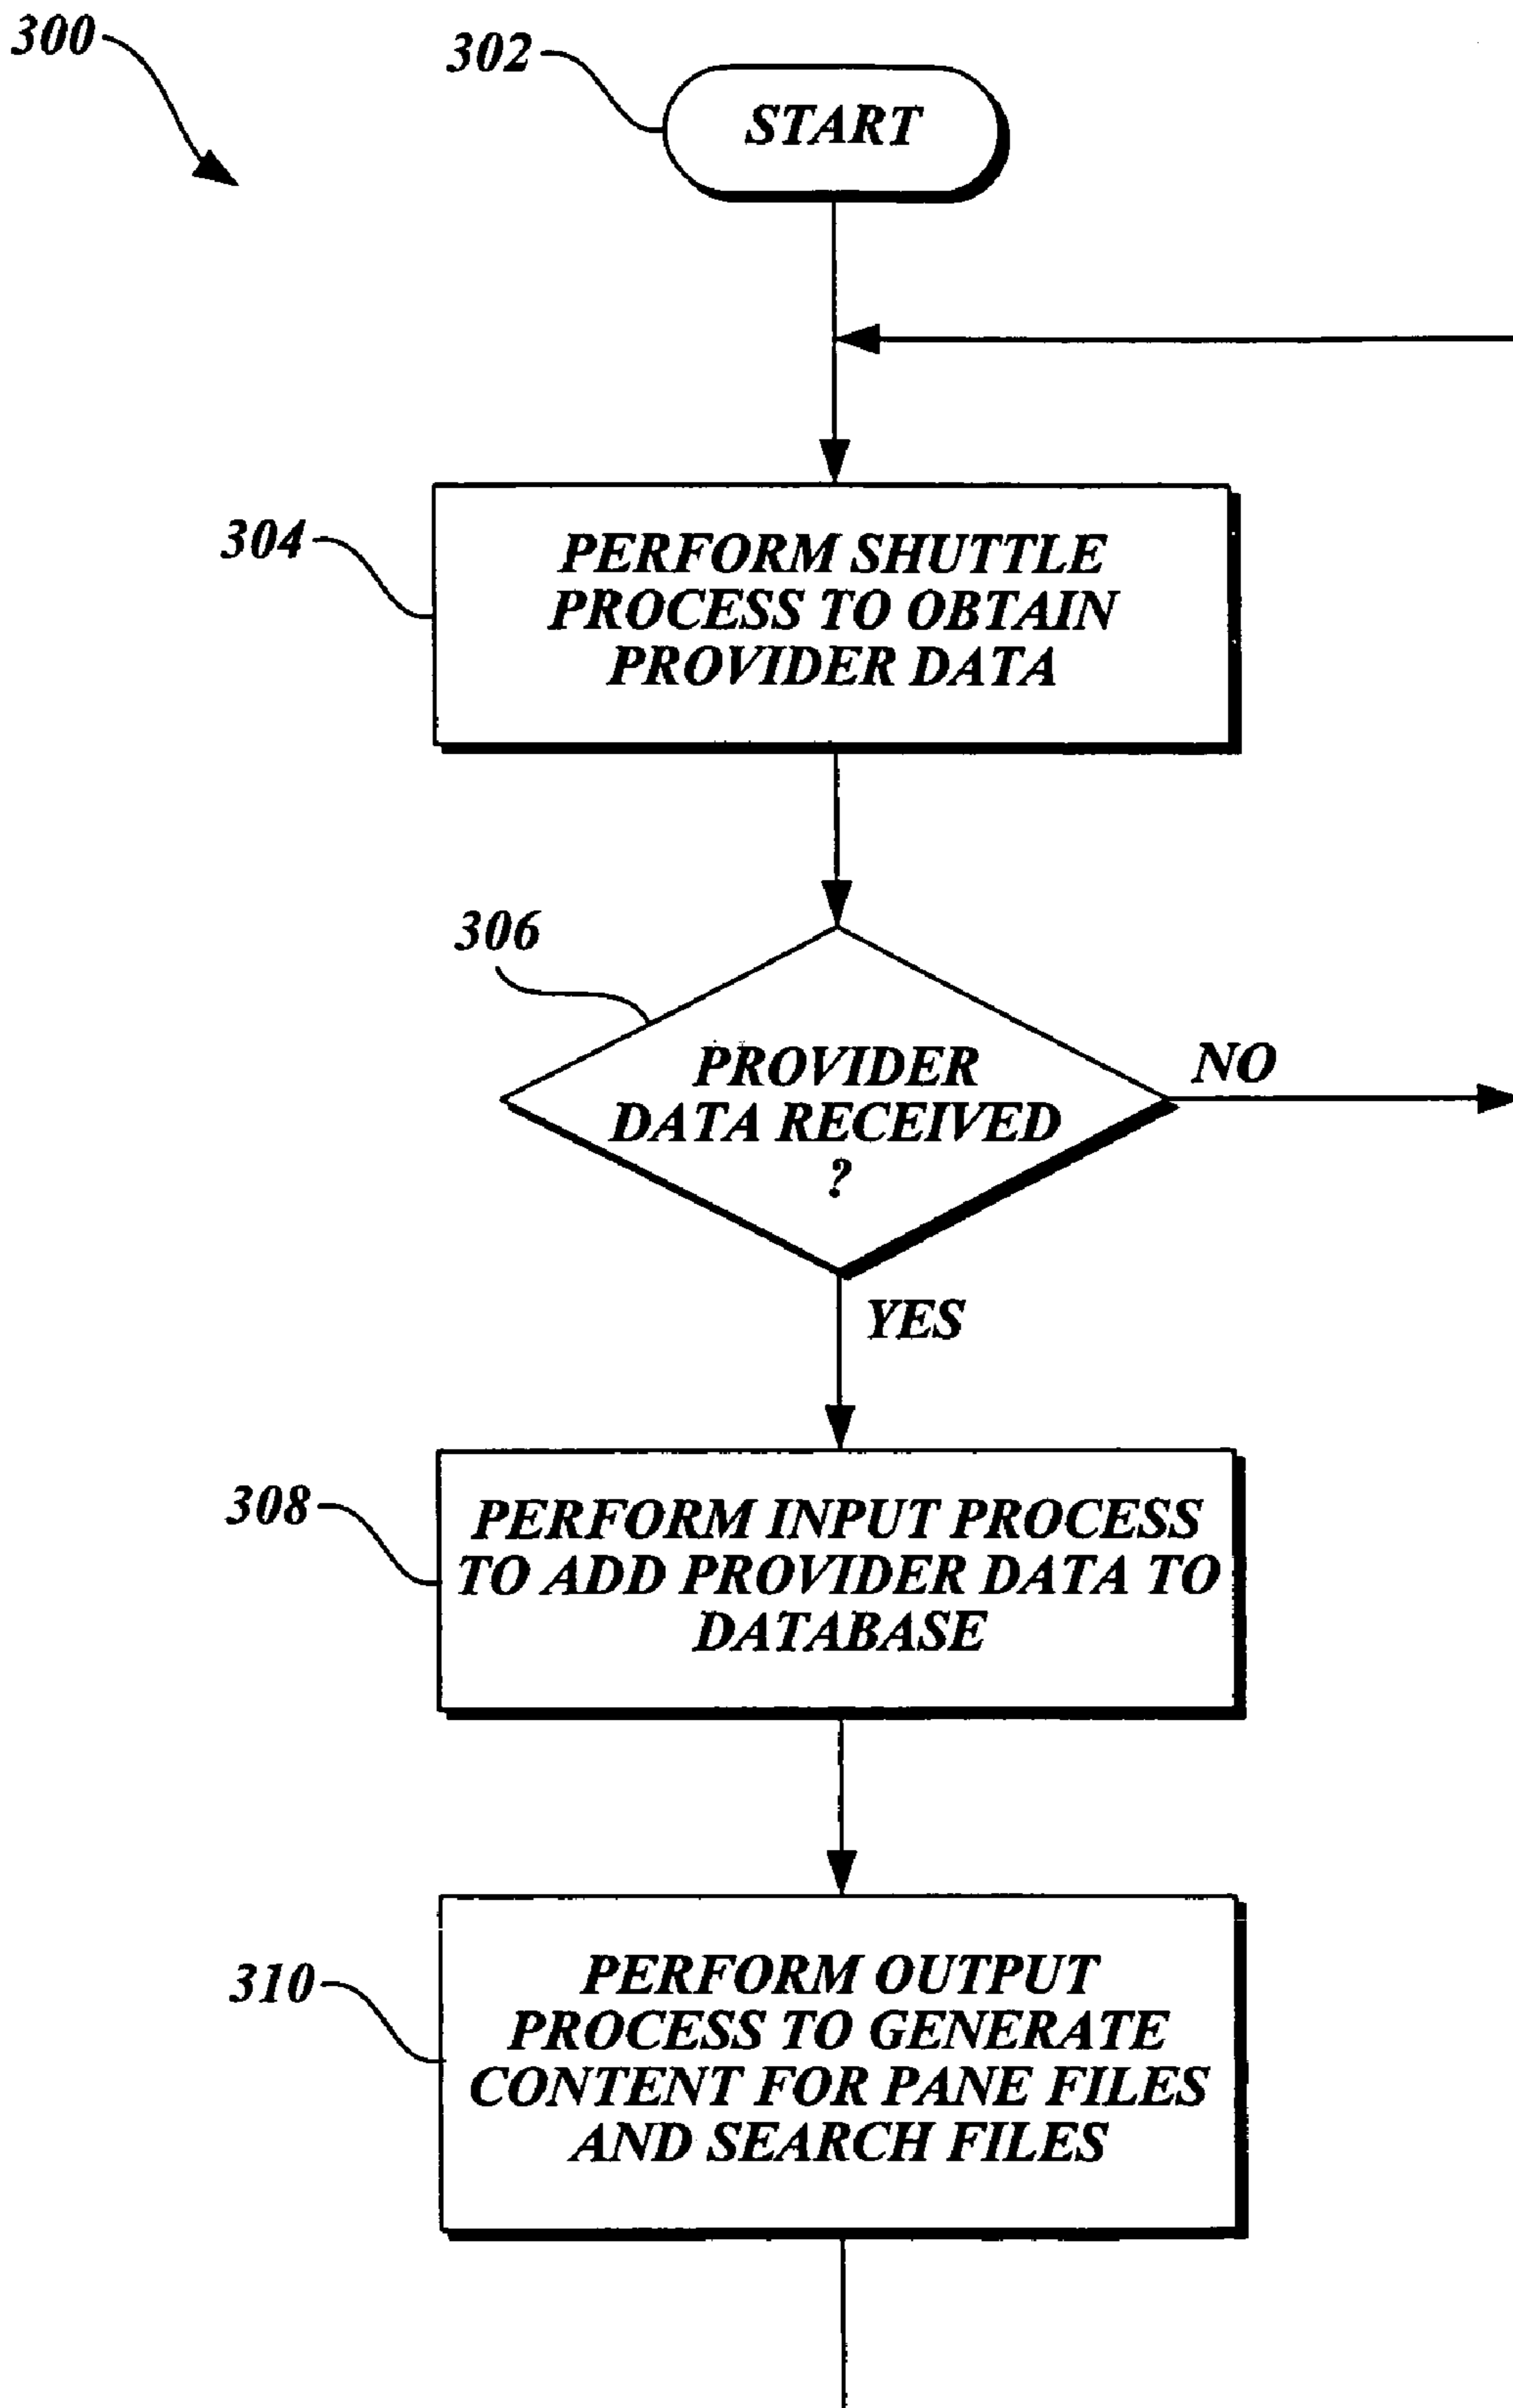 300
302
START
304
PERFORM SHUTTLE
PROCESS TO OBTAIN
PROVIDER DATA
306
PROVIDER
DATA RECEIVED
?
NO
YES
308
PERFORM INPUT PROCESS
TO ADD PROVIDER DATA TO
DATABASE
310
PERFORM OUTPUT
PROCESS TO GENERATE
CONTENT FOR PANE FILES
AND SEARCH FILES